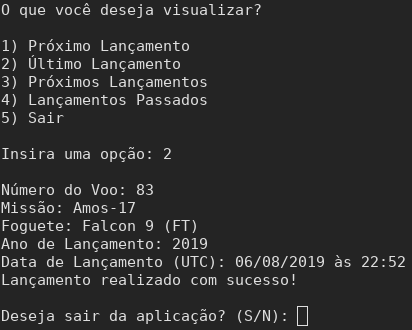 O que você deseja visualizar?
1) Próximo Lançamento
2) Último Lançamento
3) Próximos Lançamentos
4) Lançamentos Passados
5) Sair
Insira uma opção: 2
Número do Voo: 83
Missão: Amos-17
Foguete: Falcon 9 (FT)
Ano de Lançamento: 2019
Data de Lançamento (UTC): 06/08/2019 às 22:52
Lançamento realizado com sucesso!
Deseja sair da aplicação? (S/N):